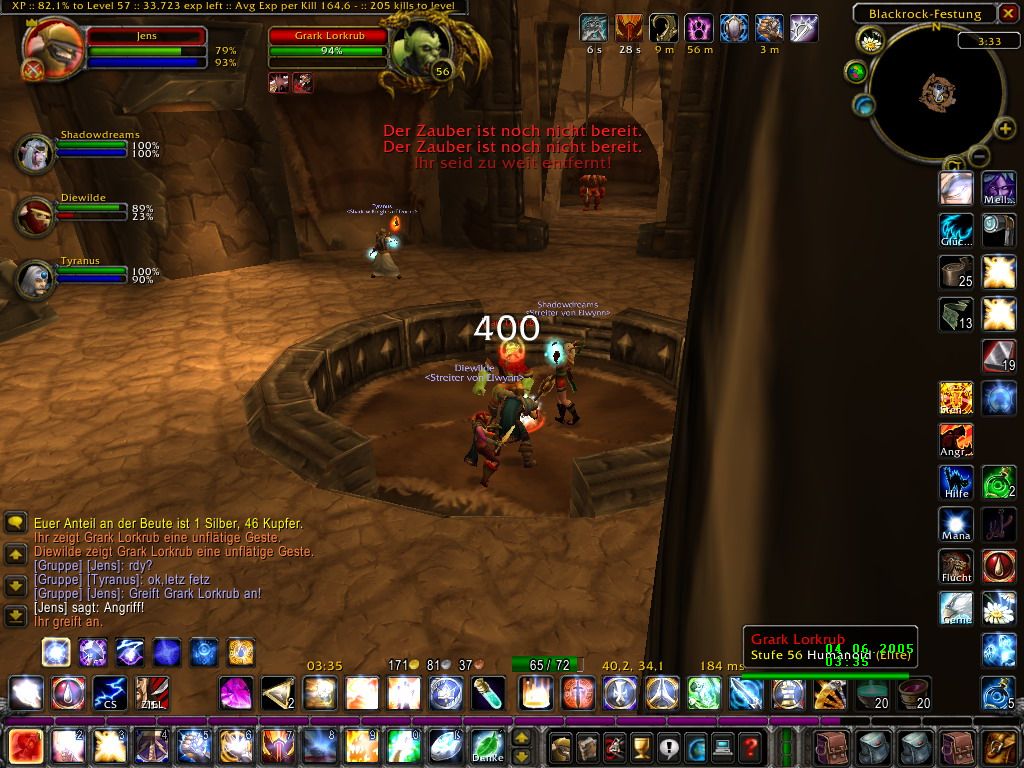 XP :: 82.1% to Level 57 :: 33,723 exp left :: Avg Exp per Kill 164.6 - :: 205 kills to level
Jens
79%
93%
Grark Lorkrub
94%
56
6 s
28 s
9 m
56 m
3 m
Blackrock-Festung
N
3:33
Shadowdreams
100%
100%
Diewilde
89%
23%
Tyranus
100%
90%
Der Zauber ist noch nicht bereit.
Der Zauber ist noch nicht bereit.
Ihr seid zu weit entfernt!
Tyranus
Shadowdreams
<Streiter von Elwynn>
400
Diewilde
<Streiter von Elwynn>
25
13
19
Angr...
Hilfe
2
Mana
Flucht
5
Euer Anteil an der Beute ist 1 Silber, 46 Kupfer.
Ihr zeigt Grark Lorkrub eine unflätige Geste.
Diewilde zeigt Grark Lorkrub eine unflätige Geste.
[Gruppe] [Jens]: rdy?
[Gruppe] [Tyranus]: ok,letz fetz
[Gruppe] [Jens]: Greift Grark Lorkrub an!
[Jens] sagt: Angriff!
Ihr greift an.
Grark Lorkrub
Stufe 56 Humanoid (Elite)
04.06.2005
03:35
03:35
171 81 37
65 / 72
40.2, 34.1
184 ms
CS
ZIEL
2
20
20
Danke